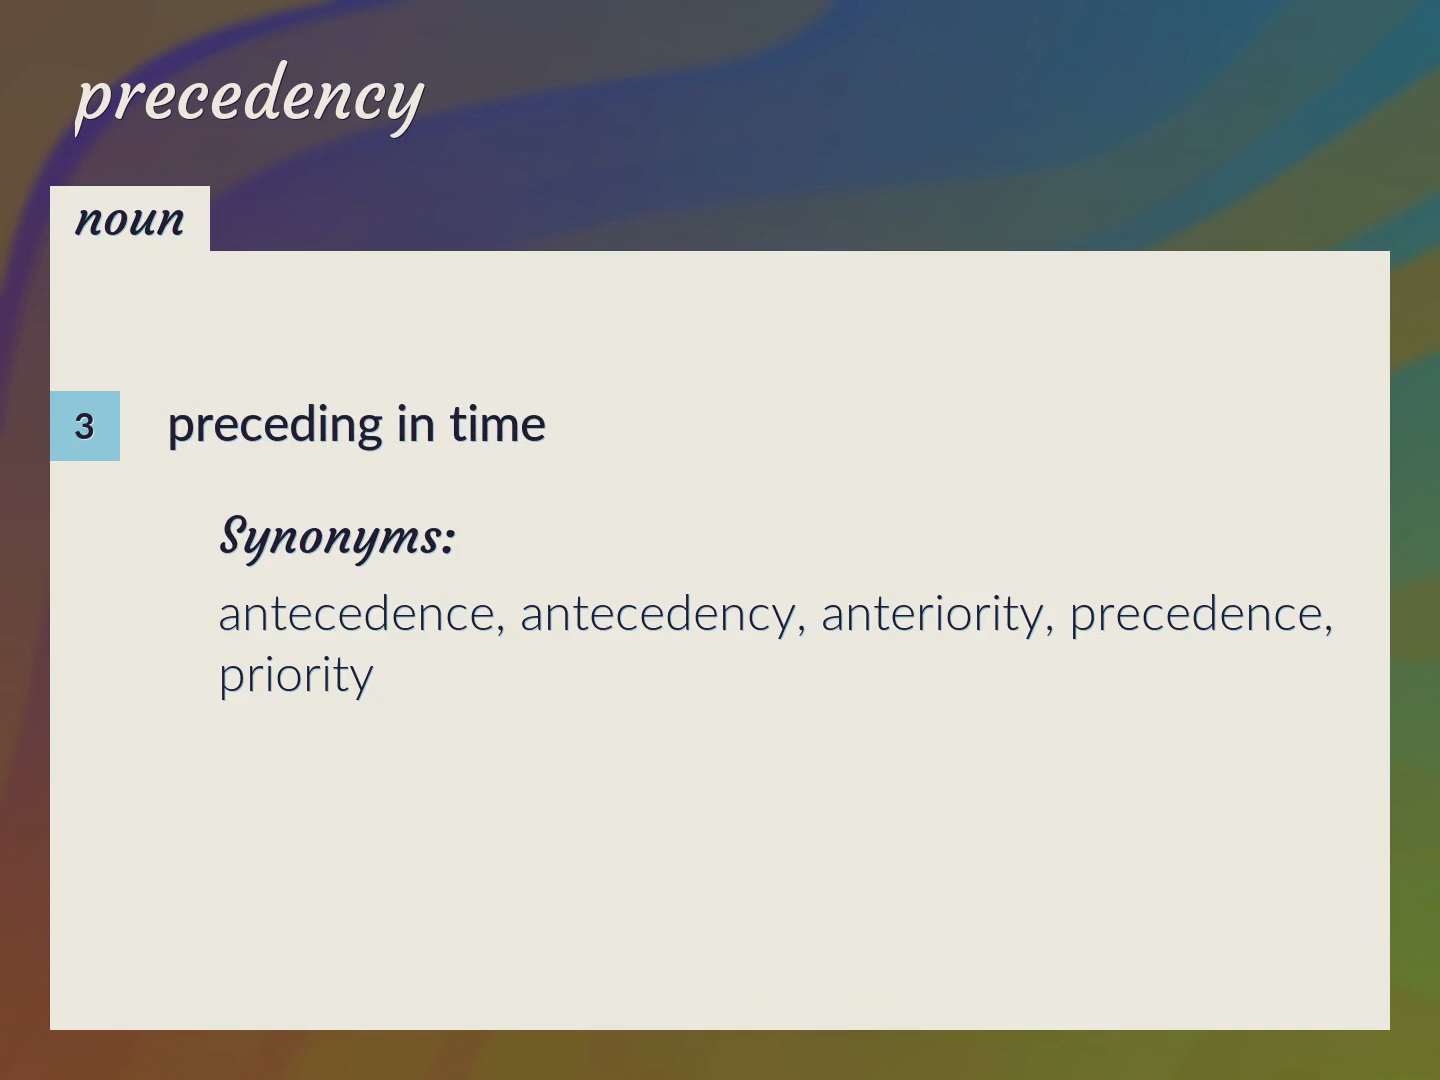 precedency
noun
3 preceding in time
Synonyms:
antecedence, antecedency, anteriority, precedence,
priority